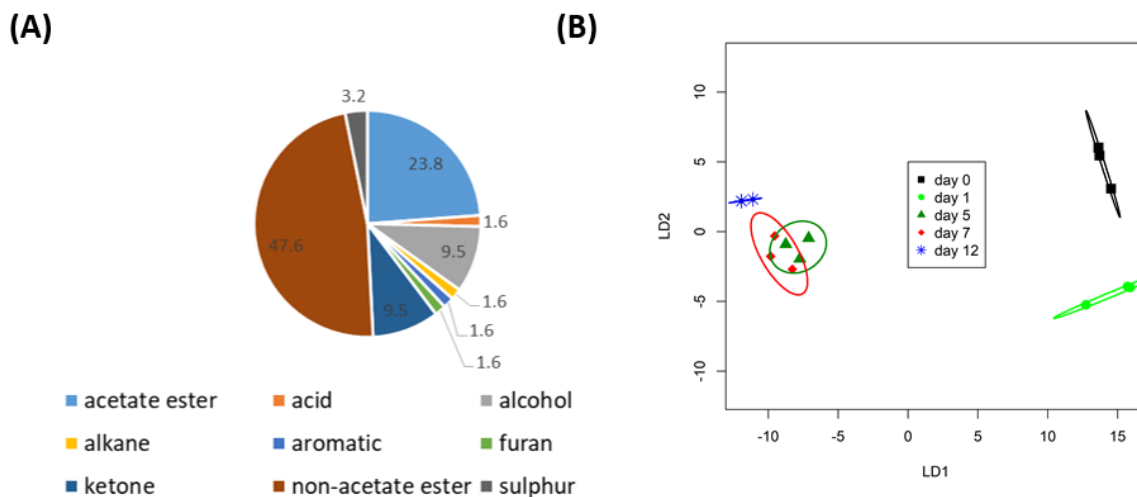 (A)
(B)
3.2
23.8
1.6
9.5
1.6
1.6
1.6
9.5
47.6
acetate ester acid alcohol
alkane aromatic furan
ketone non-acetate ester sulphur
10
5
0
-5
-10
LD2
day 0
day 1
day 5
day 7
day 12
-10 -5 0 5 10 15
LD1